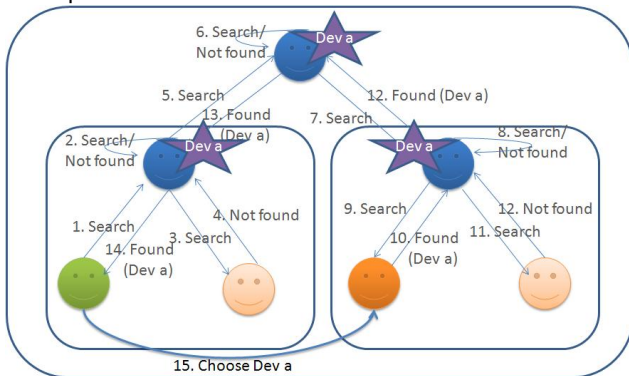 6. Search/
Not found
Dev a
5. Search
12. Found (Dev a)
13. Found
(Dev a)
7. Search
2. Search/
Not found
Dev a
Dev a
8. Search/
Not found
1. Search
4. Not found
3. Search
14. Found
(Dev a)
9. Search
12. Not found
10. Found
(Dev a)
11. Search
15. Choose Dev a